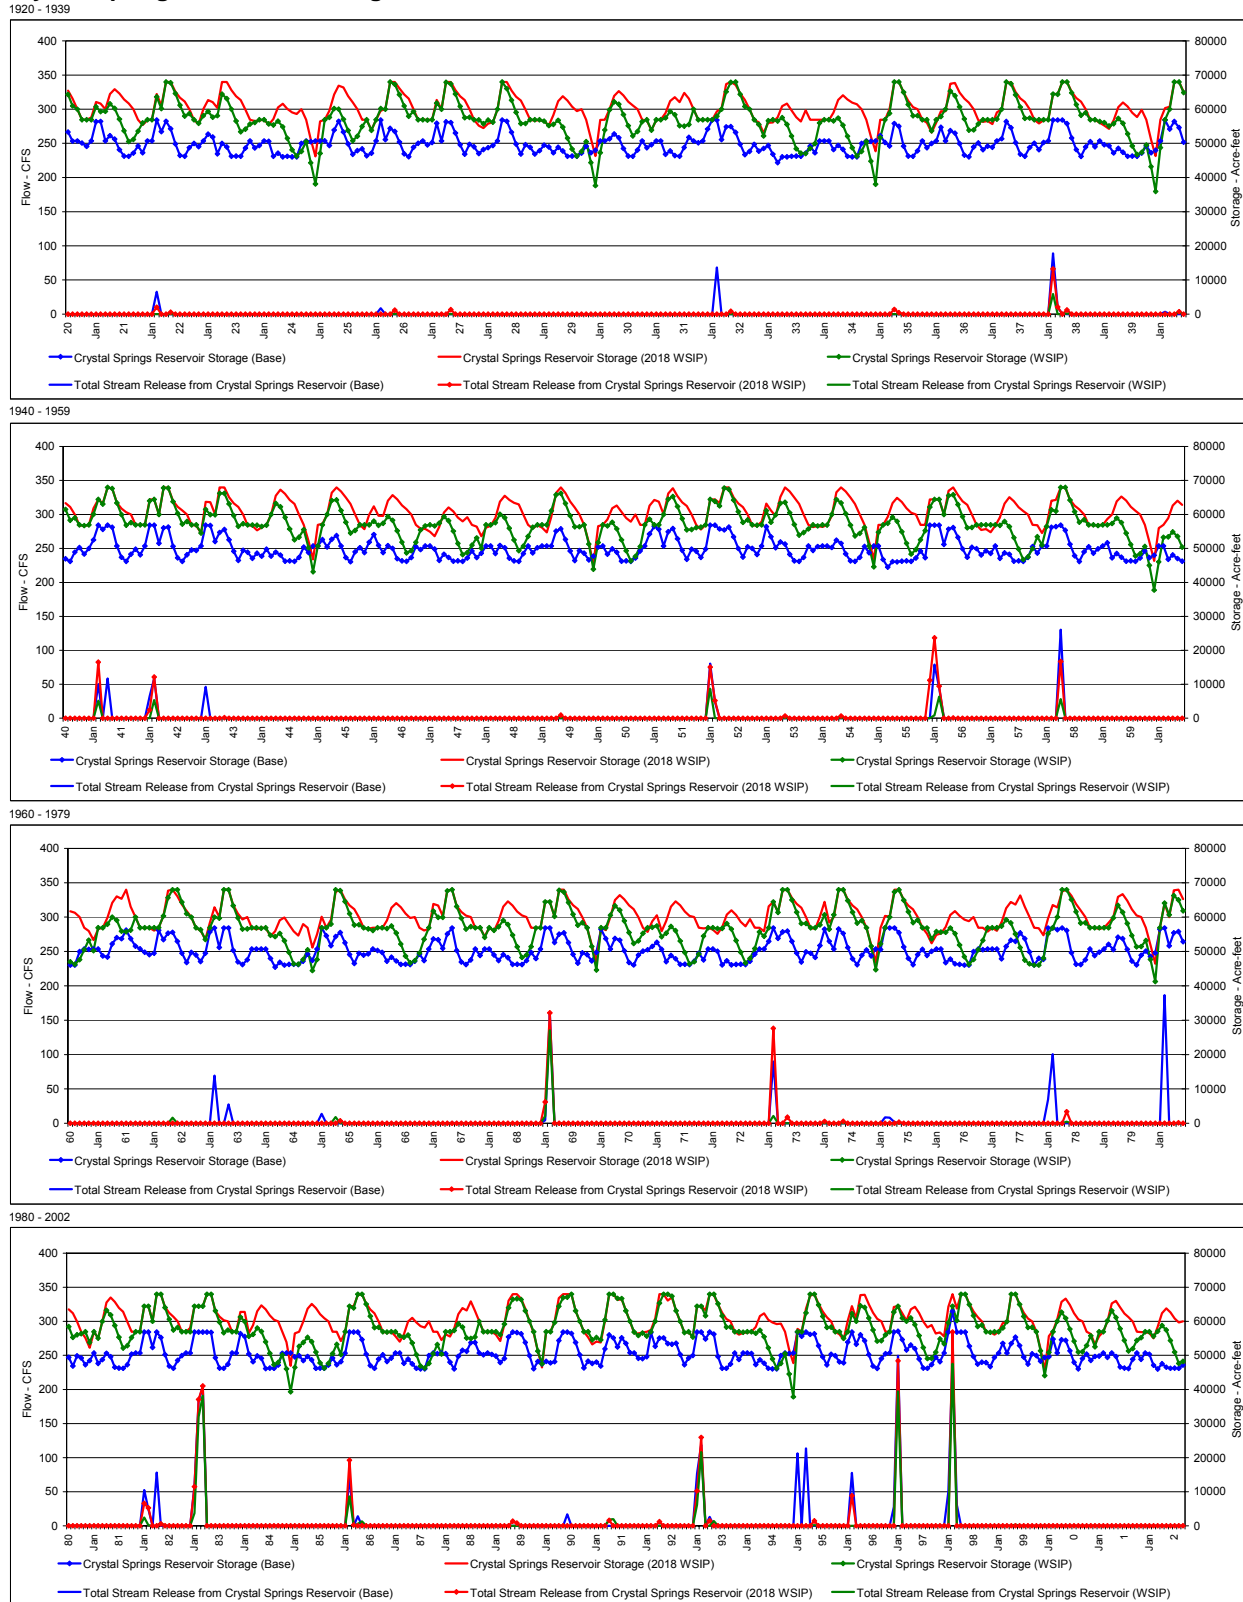 1920 - 1939
400 350 300 250 200 150 100 50 0
Flow - CFS
80000 70000 60000 50000 40000 30000 20000 10000 0
Storage - Acre-feet
20 Jan 21 Jan 22 Jan 23 Jan 24 Jan 25 Jan 26 Jan 27 Jan 28 Jan 29 Jan 30 Jan 31 Jan 32 Jan 33 Jan 34 Jan 35 Jan 36 Jan 37 Jan 38 Jan 39 Jan
Crystal Springs Reservoir Storage (Base) Crystal Springs Reservoir Storage (2018 WSIP) Crystal Springs Reservoir Storage (WSIP)
Total Stream Release from Crystal Springs Reservoir (Base) Total Stream Release from Crystal Springs Reservoir (2018 WSIP) Total Stream Release from Crystal Springs Reservoir (WSIP)
1940 - 1959
400 350 300 250 200 150 100 50 0
Flow - CFS
80000 70000 60000 50000 40000 30000 20000 10000 0
Storage - Acre-feet
40 Jan 41 Jan 42 Jan 43 Jan 44 Jan 45 Jan 46 Jan 47 Jan 48 Jan 49 Jan 50 Jan 51 Jan 52 Jan 53 Jan 54 Jan 55 Jan 56 Jan 57 Jan 58 Jan 59 Jan
Crystal Springs Reservoir Storage (Base) Crystal Springs Reservoir Storage (2018 WSIP) Crystal Springs Reservoir Storage (WSIP)
Total Stream Release from Crystal Springs Reservoir (Base) Total Stream Release from Crystal Springs Reservoir (2018 WSIP) Total Stream Release from Crystal Springs Reservoir (WSIP)
1960 - 1979
400 350 300 250 200 150 100 50 0
Flow - CFS
80000 70000 60000 50000 40000 30000 20000 10000 0
Storage - Acre-feet
60 Jan 61 Jan 62 Jan 63 Jan 64 Jan 65 Jan 66 Jan 67 Jan 68 Jan 69 Jan 70 Jan 71 Jan 72 Jan 73 Jan 74 Jan 75 Jan 76 Jan 77 Jan 78 Jan 79 Jan
Crystal Springs Reservoir Storage (Base) Crystal Springs Reservoir Storage (2018 WSIP) Crystal Springs Reservoir Storage (WSIP)
Total Stream Release from Crystal Springs Reservoir (Base) Total Stream Release from Crystal Springs Reservoir (2018 WSIP) Total Stream Release from Crystal Springs Reservoir (WSIP)
1980 - 2002
400 350 300 250 200 150 100 50 0
Flow - CFS
80000 70000 60000 50000 40000 30000 20000 10000 0
Storage - Acre-feet
80 Jan 81 Jan 82 Jan 83 Jan 84 Jan 85 Jan 86 Jan 87 Jan 88 Jan 89 Jan 90 Jan 91 Jan 92 Jan 93 Jan 94 Jan 95 Jan 96 Jan 97 Jan 98 Jan 99 Jan 0 Jan 1 Jan 2
Crystal Springs Reservoir Storage (Base) Crystal Springs Reservoir Storage (2018 WSIP) Crystal Springs Reservoir Storage (WSIP)
Total Stream Release from Crystal Springs Reservoir (Base) Total Stream Release from Crystal Springs Reservoir (2018 WSIP) Total Stream Release from Crystal Springs Reservoir (WSIP)